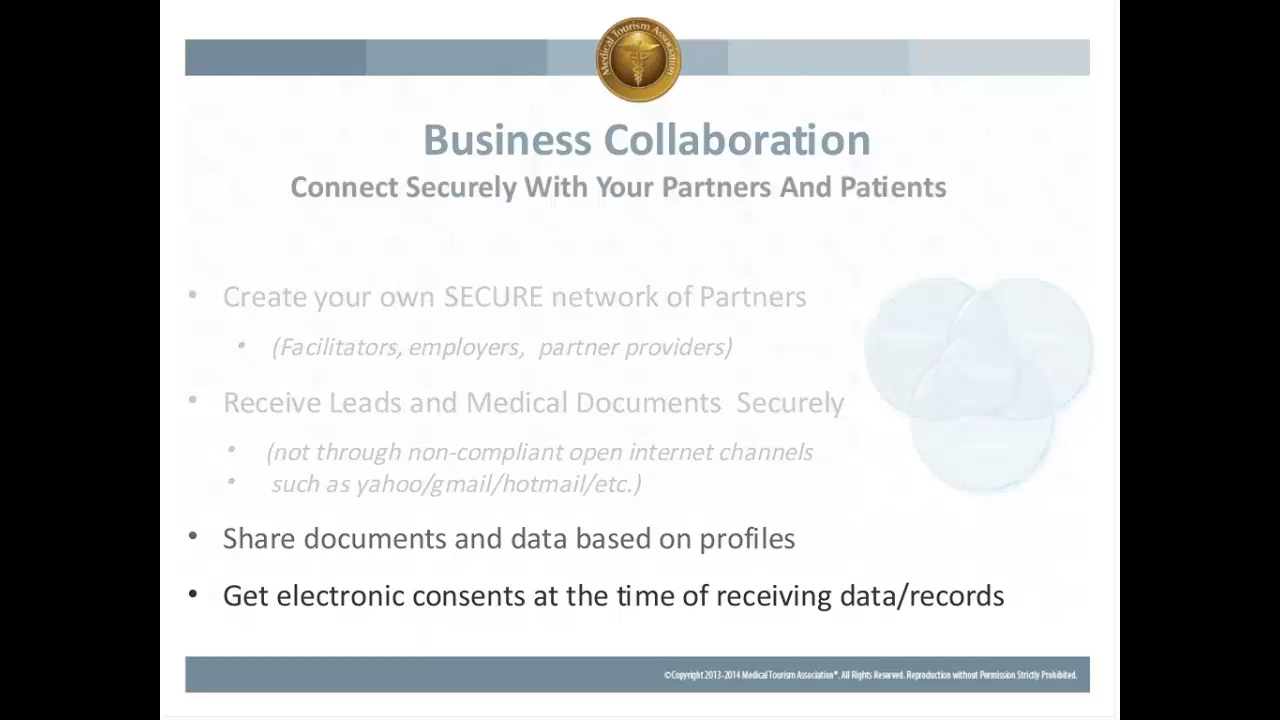 Medical Tourism Association
Business Collaboration
Connect Securely With Your Partners And Patients
• Create your own SECURE network of Partners
• (Facilitators, employers, partner providers)
• Receive Leads and Medical Documents Securely
• (not through non-compliant open internet channels
• such as yahoo/gmail/hotmail/etc.)
• Share documents and data based on profiles
• Get electronic consents at the time of receiving data/records
©Copyright 2013-2014 Medical Tourism Association®. All Rights Reserved. Reproduction without Permission Strictly Prohibited.